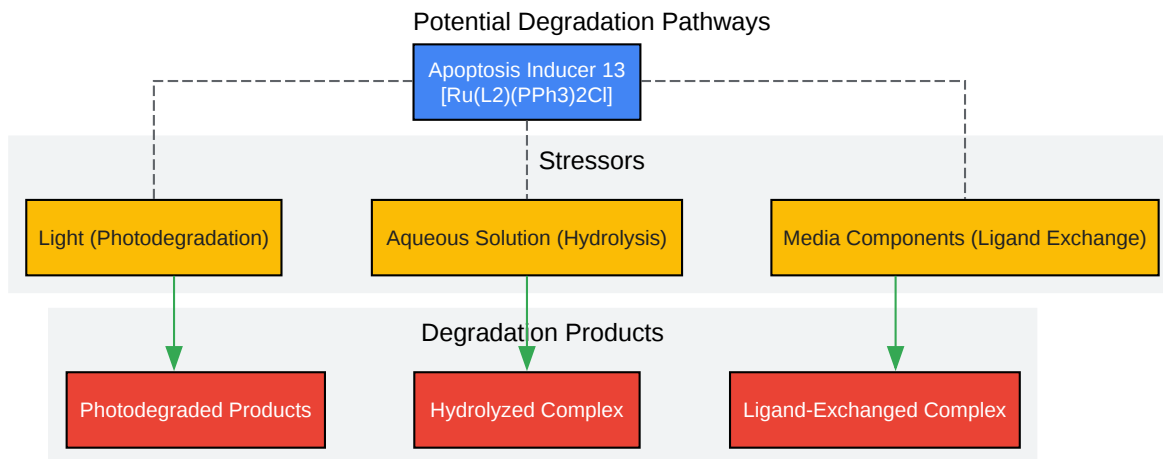 Potential Degradation Pathways
Apoptosis Inducer 13
[Ru(L2)(PPh3)2Cl]
Stressors
Light (Photodegradation)
Aqueous Solution (Hydrolysis)
Media Components (Ligand Exchange)
Degradation Products
Photodegraded Products
Hydrolyzed Complex
Ligand-Exchanged Complex